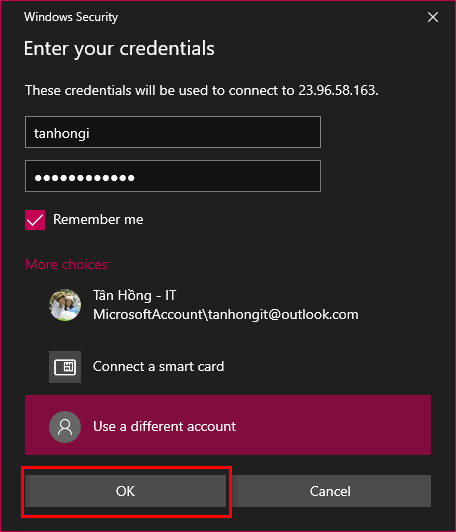 Windows Security
Enter your credentials
These credentials will be used to connect to 23.96.58.163.
tanhongi
●●●●●●●●●●●●
Remember me
More choices
Tân Hồng - IT
MicrosoftAccount\tanhongit@outlook.com
Connect a smart card
Use a different account
OK
Cancel